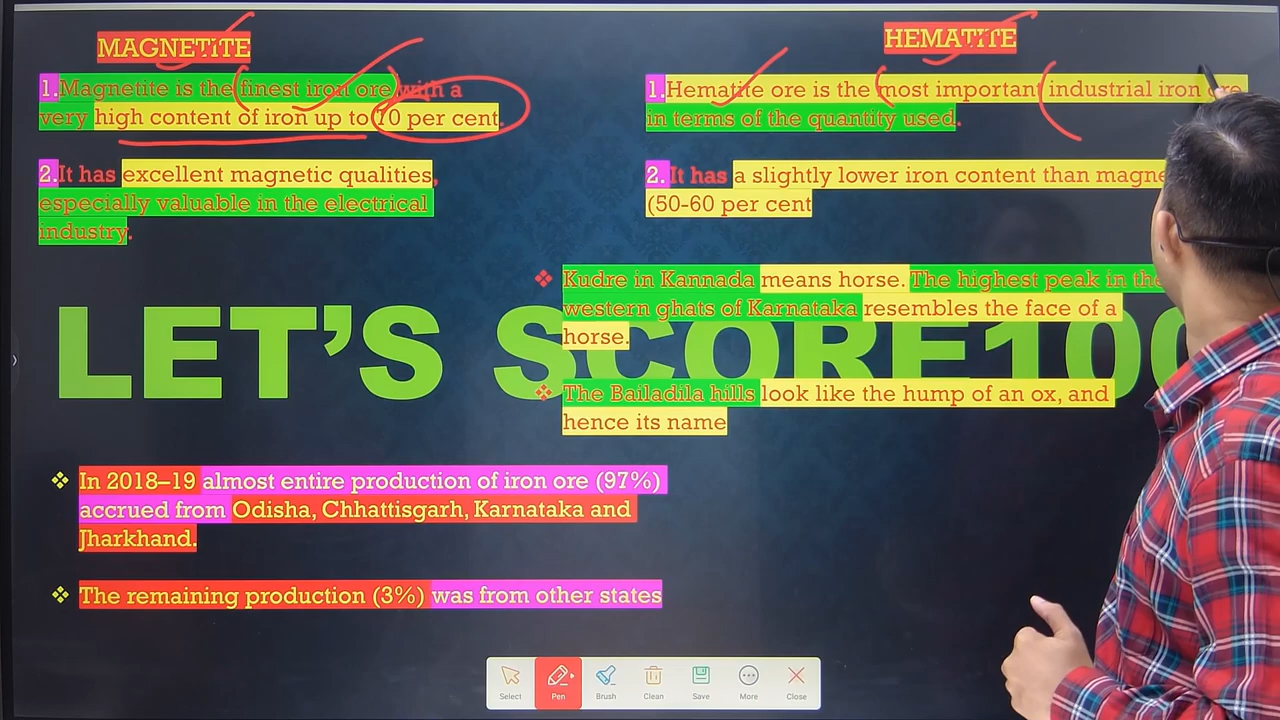 MAGNETITE
1.Magnetite is the finest iron ore with a
very high content of iron up to 70 per cent.
2.It has excellent magnetic qualities,
especially valuable in the electrical
industry.
HEMATITE
1.Hematite ore is the most important industrial iron ore
in terms of the quantity used.
2. It has a slightly lower iron content than
(50-60 per cent
❖ Kudre in Kannada means horse. The highest peak in the
western ghats of Karnataka resembles the face of a
horse.
LET'S SCORE100
❖ The Bailadila hills look like the hump of an ox, and
hence its name
❖ In 2018–19 almost entire production of iron ore (97%)
accrued from Odisha, Chhattisgarh, Karnataka and
Jharkhand.
❖ The remaining production (3%) was from other states
Select Pen Brush Clean Save More Close